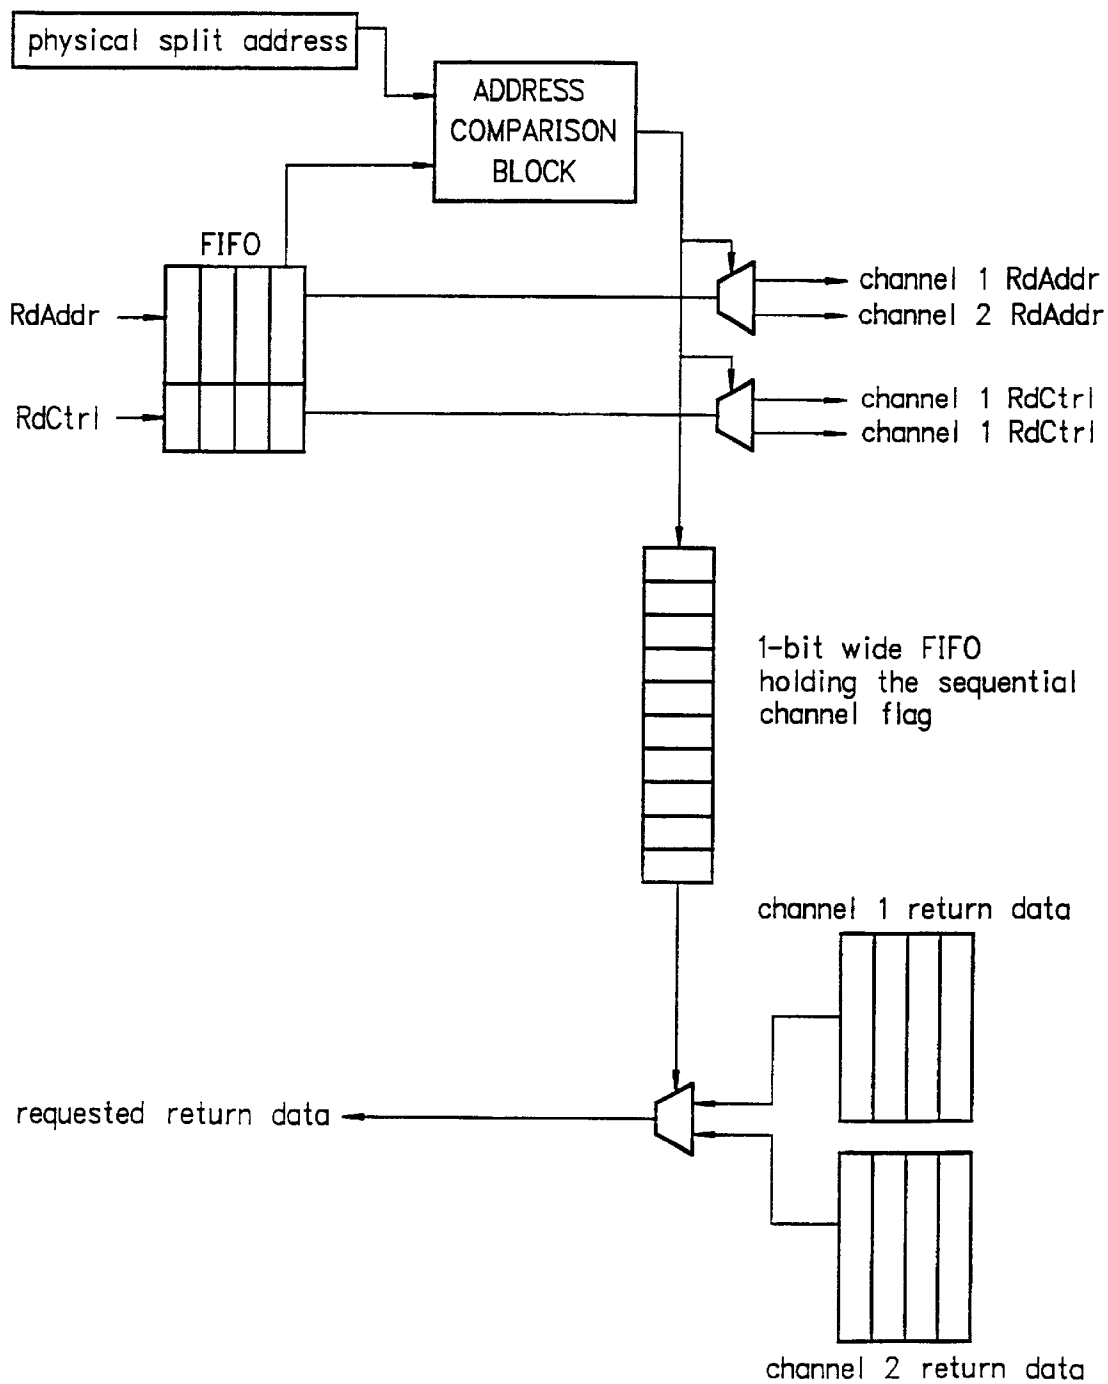 physical split address
ADDRESS
COMPARISON
BLOCK
FIFO
RdAddr
channel 1 RdAddr
channel 2 RdAddr
RdCtrl
channel 1 RdCtrl
channel 1 RdCtrl
1-bit wide FIFO
holding the sequential
channel flag
channel 1 return data
requested return data
channel 2 return data